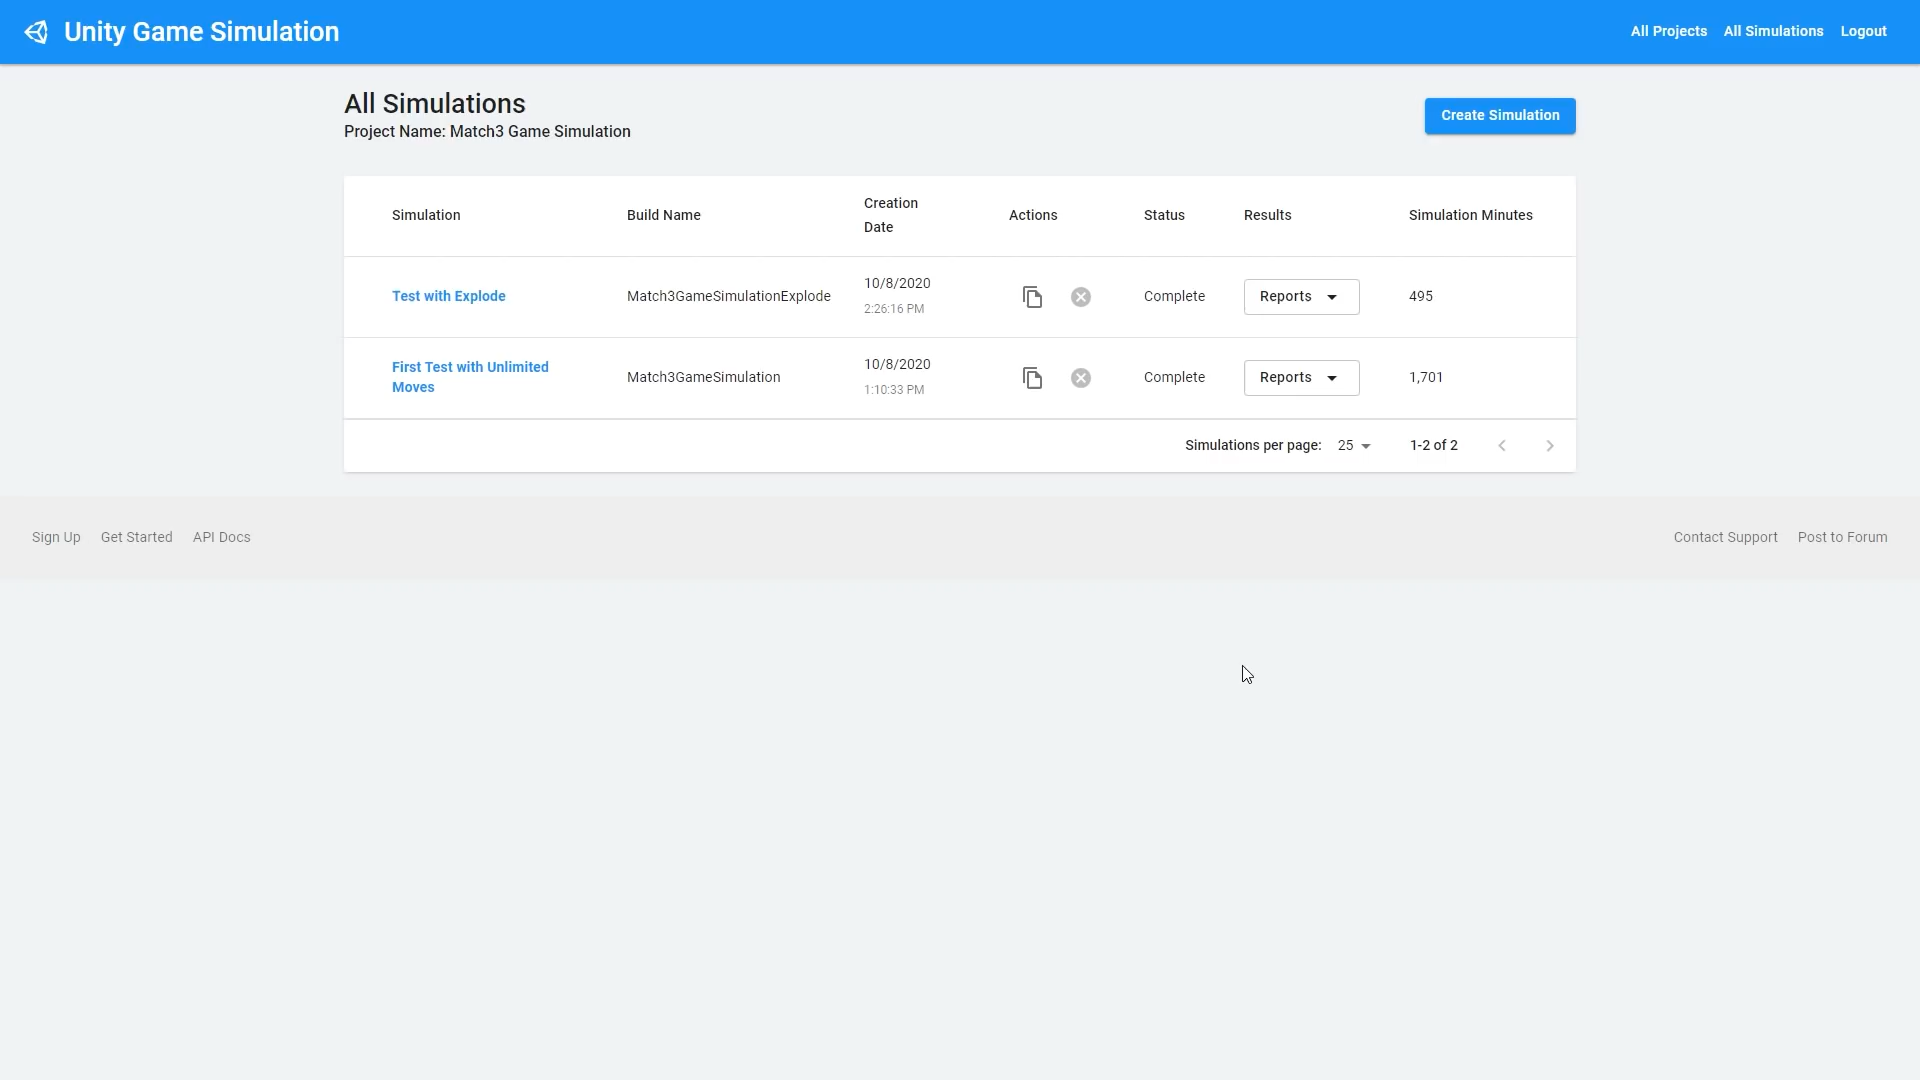 Unity Game Simulation
All Projects
All Simulations
Logout
All Simulations
Project Name: Match3 Game Simulation
Create Simulation
Simulation
Build Name
Creation
Date
Actions
Status
Results
Simulation Minutes
Test with Explode
Match3GameSimulationExplode
10/8/2020
2:26:16 PM
Complete
Reports
495
First Test with Unlimited
Moves
Match3GameSimulation
10/8/2020
1:10:33 PM
Complete
Reports
1,701
Simulations per page: 25
1-2 of 2
Sign Up
Get Started
API Docs
Contact Support
Post to Forum